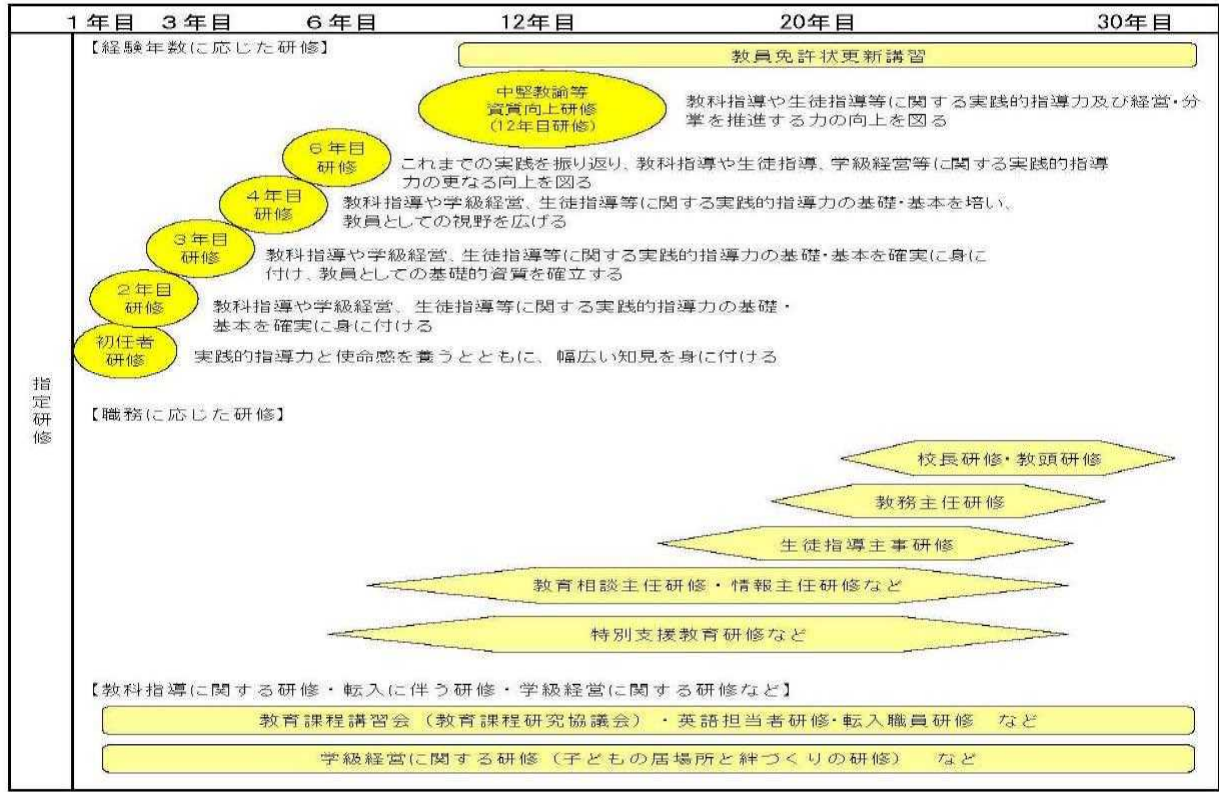 １年目 ３年目 ６年目 12年目 20年目 30年目
【経験年数に応じた研修】
教員免許状更新講習
中堅教諭等
資質向上研修
(12年目研修)
教科指導や生徒指導等に関する実践的指導力及び経営・分
掌を推進する力の向上を図る
６年目
研修
これまでの実践を振り返り、教科指導や生徒指導、学級経営等に関する実践的指導
力の更なる向上を図る
４年目
研修
教科指導や学級経営、生徒指導等に関する実践的指導力の基礎・基本を培い、
教員としての視野を広げる
３年目
研修
教科指導や学級経営、生徒指導等に関する実践的指導力の基礎・基本を確実に身に
付け、教員としての基礎的資質を確立する
２年目
研修
教科指導や学級経営、生徒指導等に関する実践的指導力の基礎・
基本を確実に身に付ける
初任者
研修
実践的指導力と使命感を養うとともに、幅広い知見を身に付ける
指定研修
【職務に応じた研修】
校長研修・教頭研修
教務主任研修
生徒指導主事研修
教育相談主任研修・情報主任研修など
特別支援教育研修など
【教科指導に関する研修・転入に伴う研修・学級経営に関する研修など】
教育課程講習会（教育課程研究協議会）・英語担当者研修・転入職員研修 など
学級経営に関する研修（子どもの居場所と絆づくりの研修） など